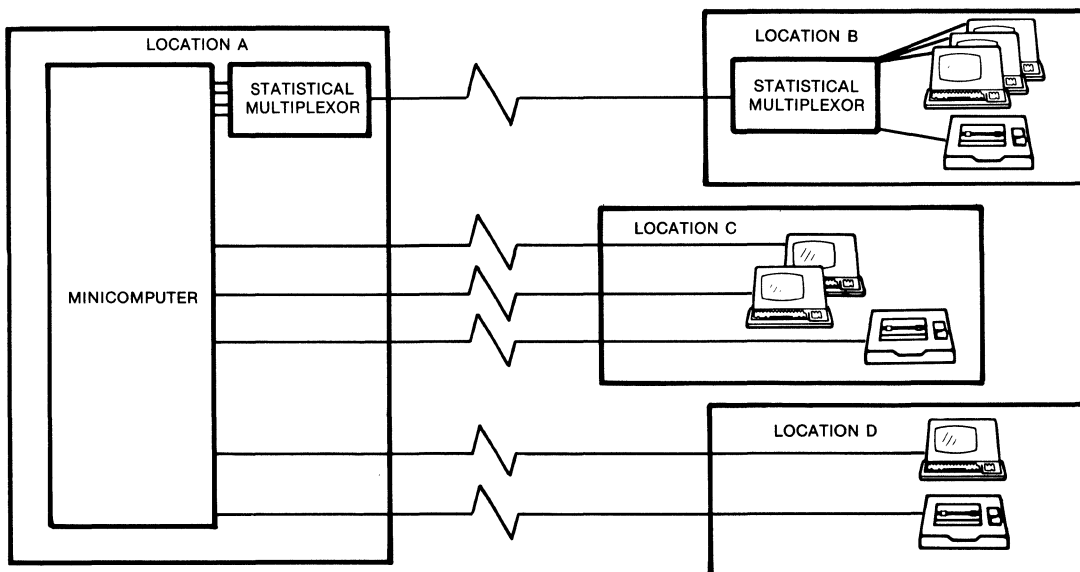 LOCATION A
STATISTICAL
MULTIPLEXOR
MINICOMPUTER
LOCATION B
STATISTICAL
MULTIPLEXOR
LOCATION C
LOCATION D